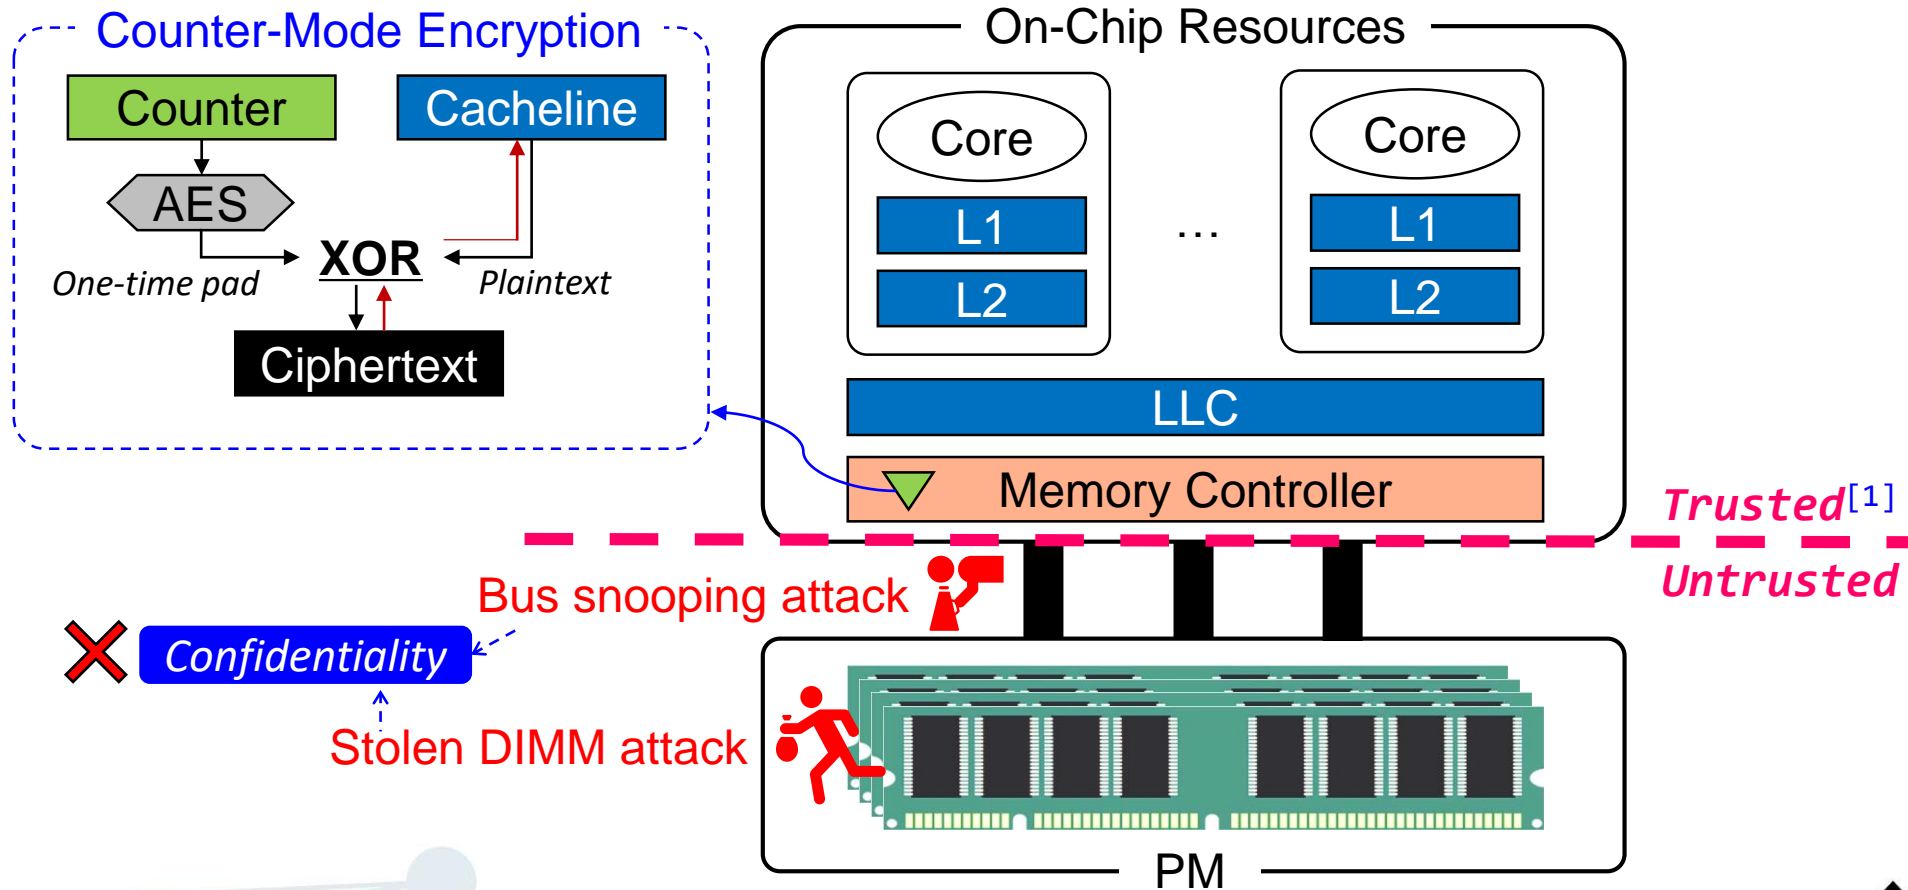 Counter-Mode Encryption
Counter
Cacheline
AES
XOR
One-time pad
Plaintext
Ciphertext
On-Chip Resources
Core
Core
L1
...
L1
L2
L2
LLC
Memory Controller
Trusted[1]
Untrusted
Bus snooping attack
Confidentiality
Stolen DIMM attack
PM